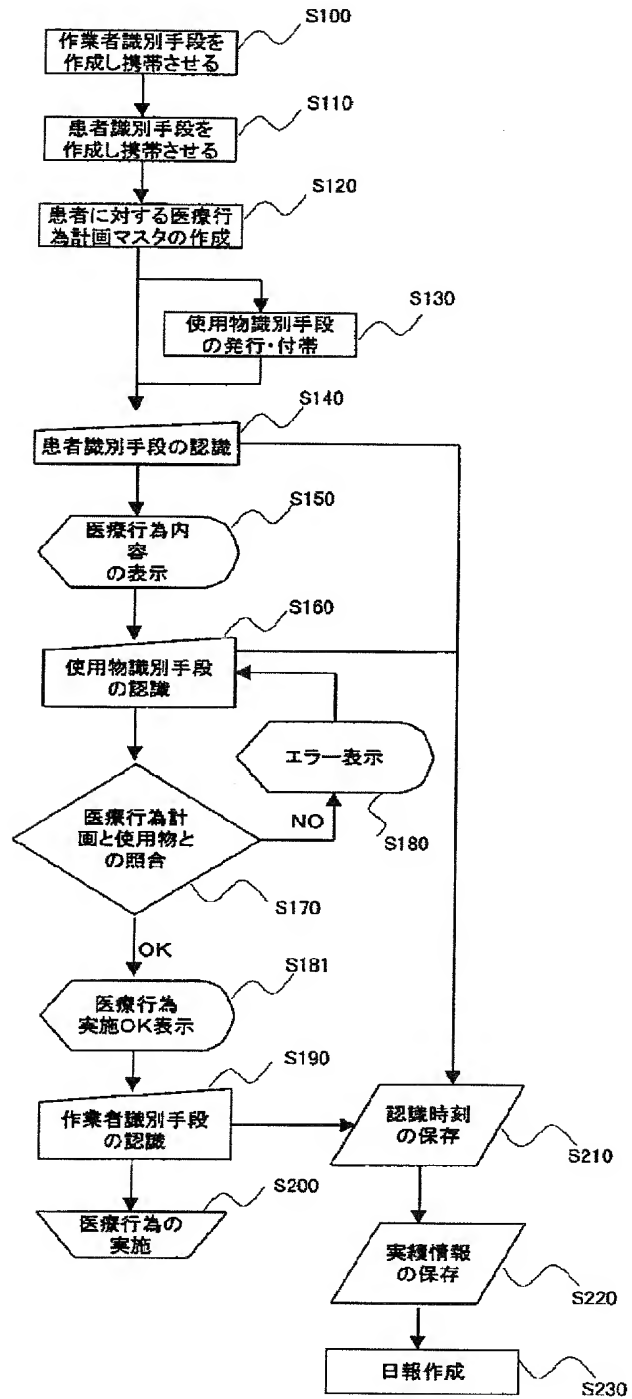 S100
作業者識別手段を
作成し携帯させる
S110
患者識別手段を
作成し携帯させる
S120
患者に対する医療行
為計画マスタの作成
S130
使用物識別手段
の発行・付帯
S140
患者識別手段の認識
S150
医療行為内
容
の表示
S160
使用物識別手段
の認識
エラー表示
S180
NO
医療行為計
画と使用物と
の照合
S170
OK
S181
医療行為
実施OK表示
S190
作業者識別手段
の認識
認識時刻
の保存
S210
S200
医療行為の
実施
実績情報
の保存
S220
日報作成
S230